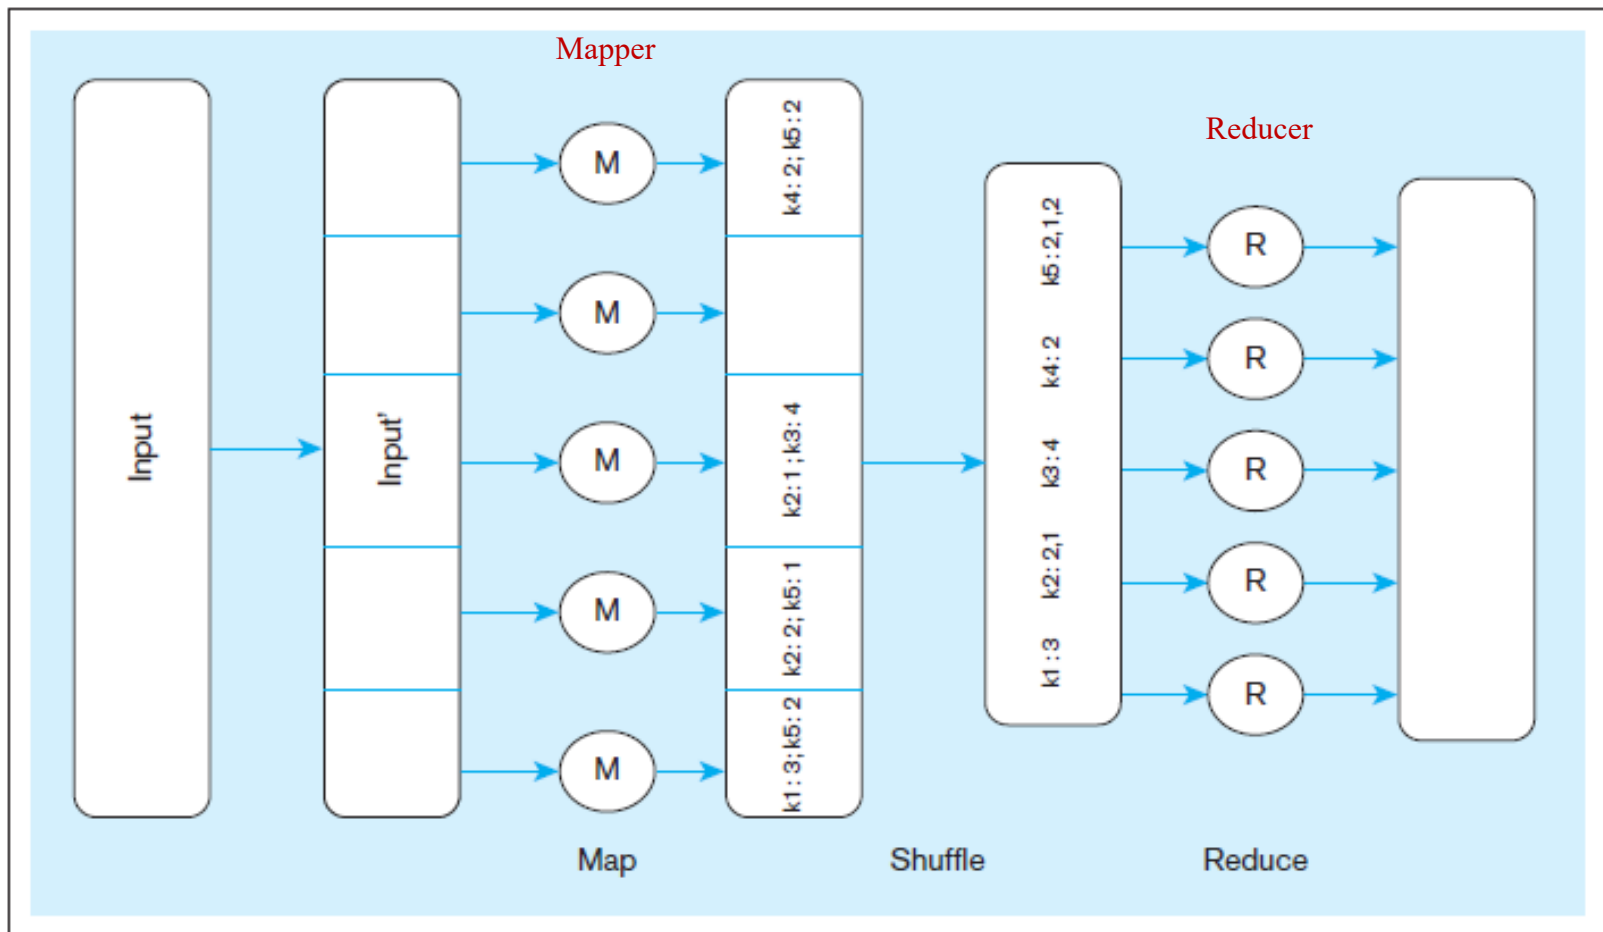 Mapper
Reducer
Input
Input'
M
M
M
M
M
k4: 2; k5: 2
k2: 1; k3: 4
k2: 2; k5: 1
k1: 3; k5: 2
k5: 2,1,2
k4: 2
k3: 4
k2: 2,1
k1: 3
R
R
R
R
R
Map
Shuffle
Reduce